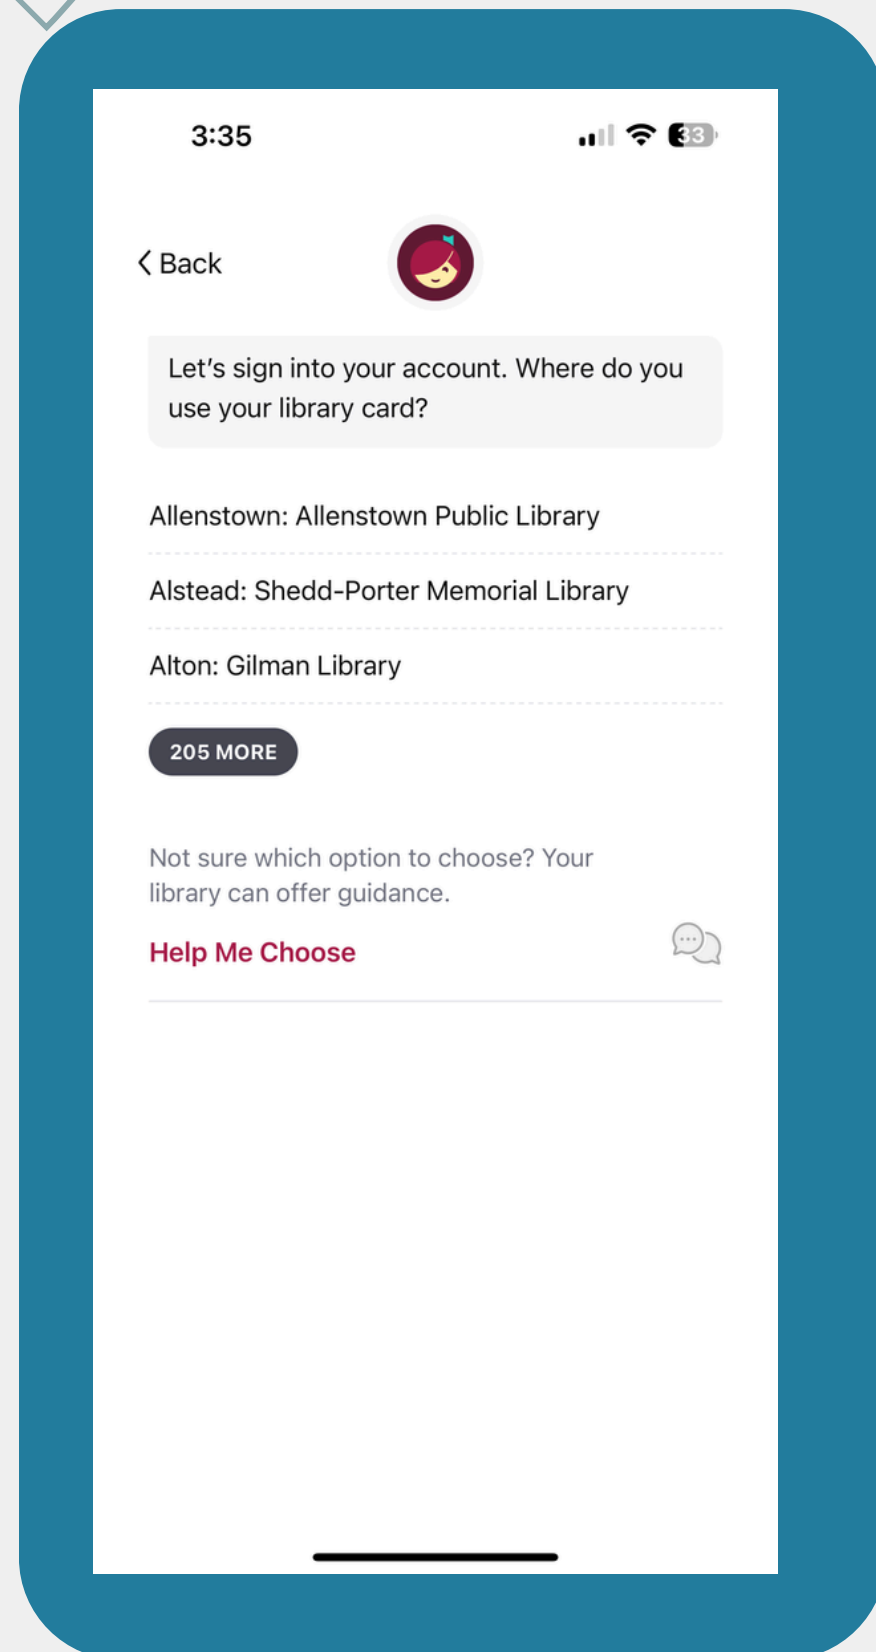 3:35
33
Back
Let’s sign into your account. Where do you
use your library card?
Allenstown: Allenstown Public Library
Alstead: Shedd-Porter Memorial Library
Alton: Gilman Library
205 MORE
Not sure which option to choose? Your
library can offer guidance.
Help Me Choose